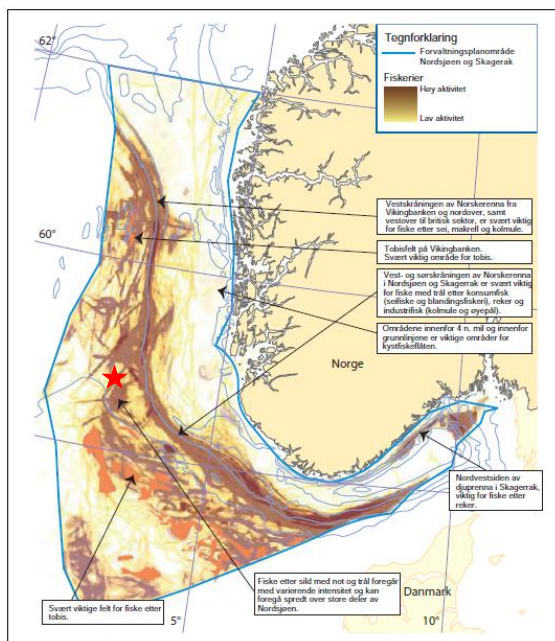 62°
Tegnforklaring
Forvaltningsplanområde
Nordsjøen og Skagerak
Fiskerier
Høy aktivitet
Lav aktivitet
Vestskråningen av Norskerenna fra
Vikingbanken og nordover, samt
vestover til britisk sektor, er svært viktig
for fiske etter sei, makrell og kolmule.
60°
Tobisfelt på Vikingbanken.
Svært viktig område for tobis.
Vest- og sørskråningen av Norskerenna
i Nordsjøen og Skagerak er svært viktig
for fiske med trål etter konsumfisk
(seifiske og blandingsfiskeri), reker og
industrifisk (kolmule og øyepål).
Områdene innenfor 4 n. mil og innenfor
grunnlinjene er viktige områder for
kystfiskeflåten.
Norge
Nordvestsiden av
djuprenna i Skagerrak,
viktig for fiske etter
reker.
Fiske etter sild med not og trål foregår
med varierende intensitet og kan
foregå spredt over store deler av
Nordsjøen.
Svært viktige felt for fiske etter
tobis.
Danmark
5°
10°